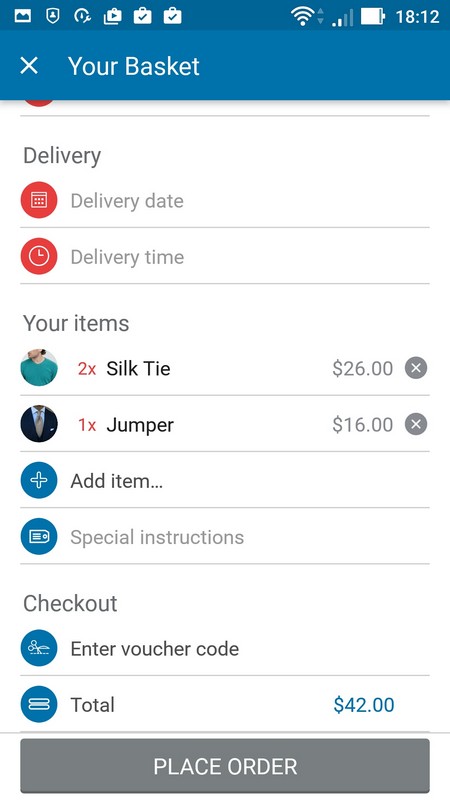 18:12
Your Basket
Delivery
Delivery date
Delivery time
Your items
2x Silk Tie $26.00
1x Jumper $16.00
Add item...
Special instructions
Checkout
Enter voucher code
Total $42.00
PLACE ORDER